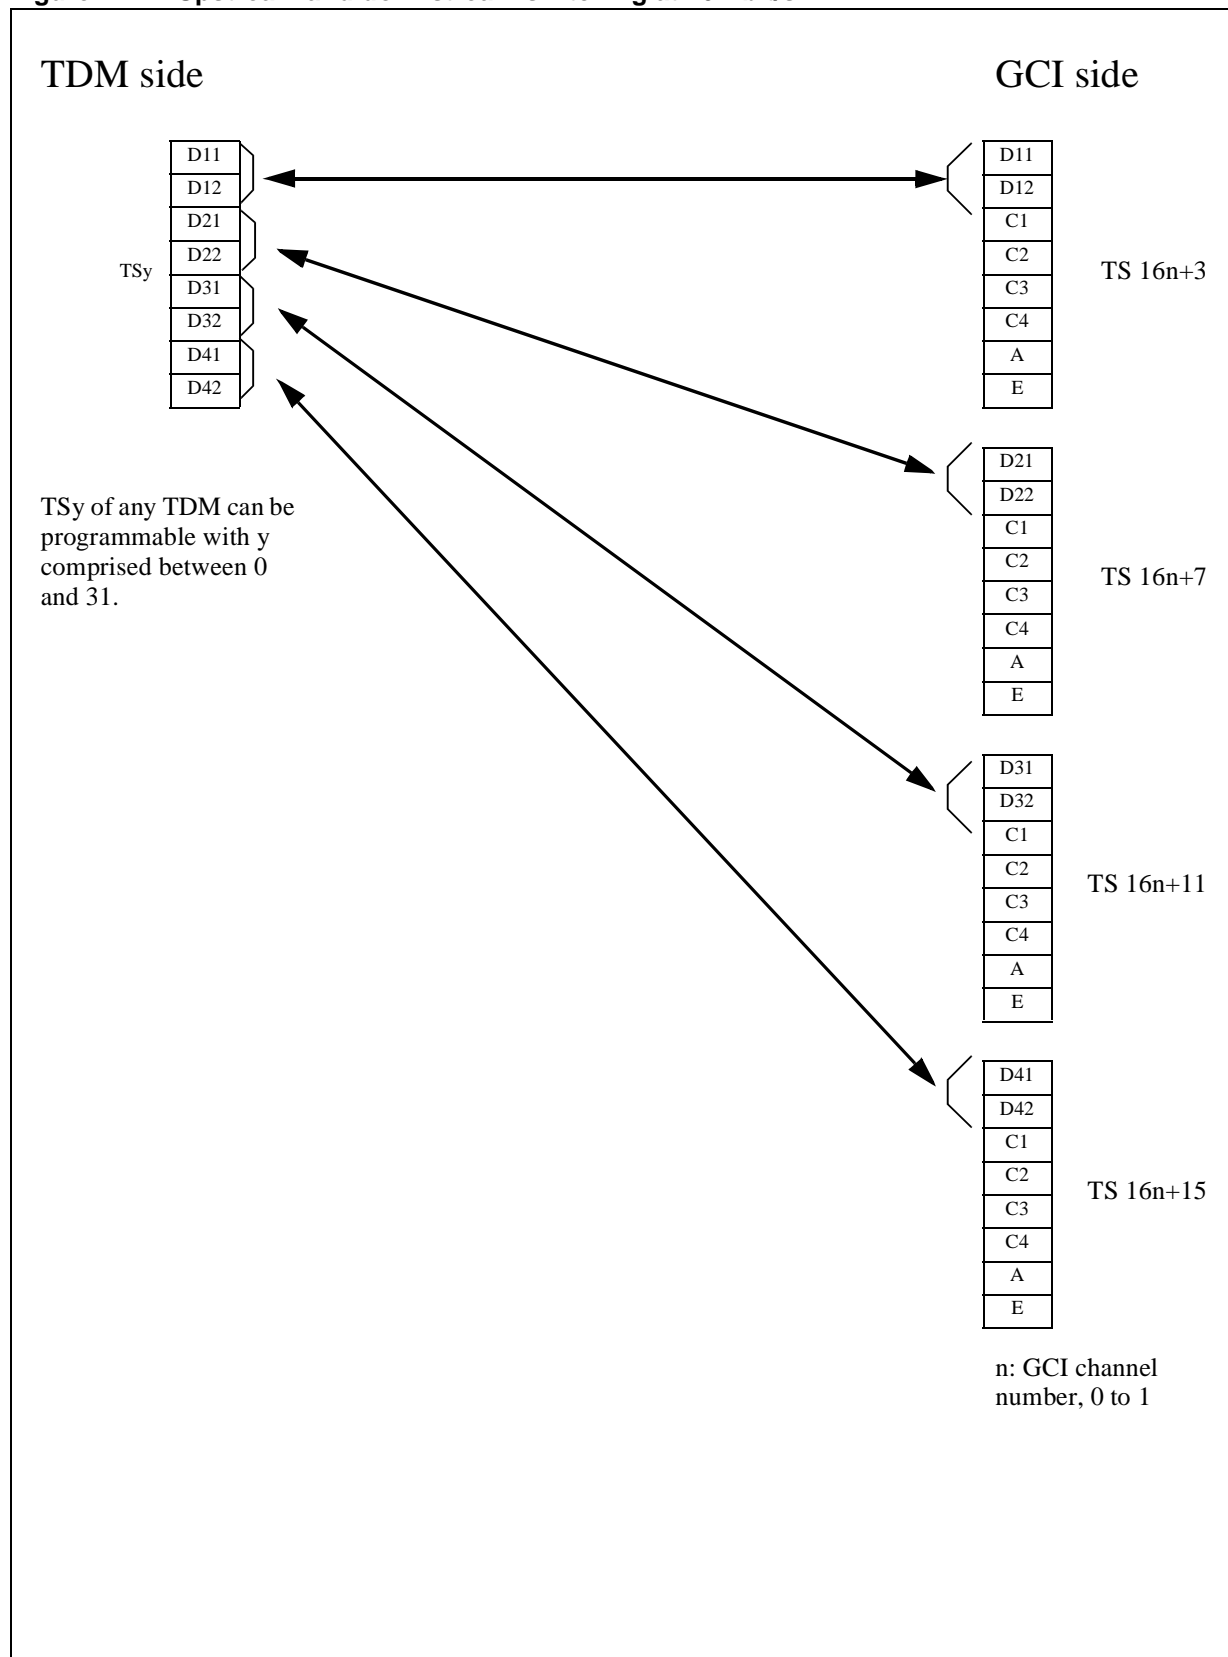 TDM side
GCI side
D11
D12
D21
D22
D31
D32
D41
D42
TSy
TSy of any TDM can be
programmable with y
comprised between 0
and 31.
D11
D12
C1
C2
C3
C4
A
E
TS 16n+3
D21
D22
C1
C2
C3
C4
A
E
TS 16n+7
D31
D32
C1
C2
C3
C4
A
E
TS 16n+11
D41
D42
C1
C2
C3
C4
A
E
TS 16n+15
n: GCI channel
number, 0 to 1